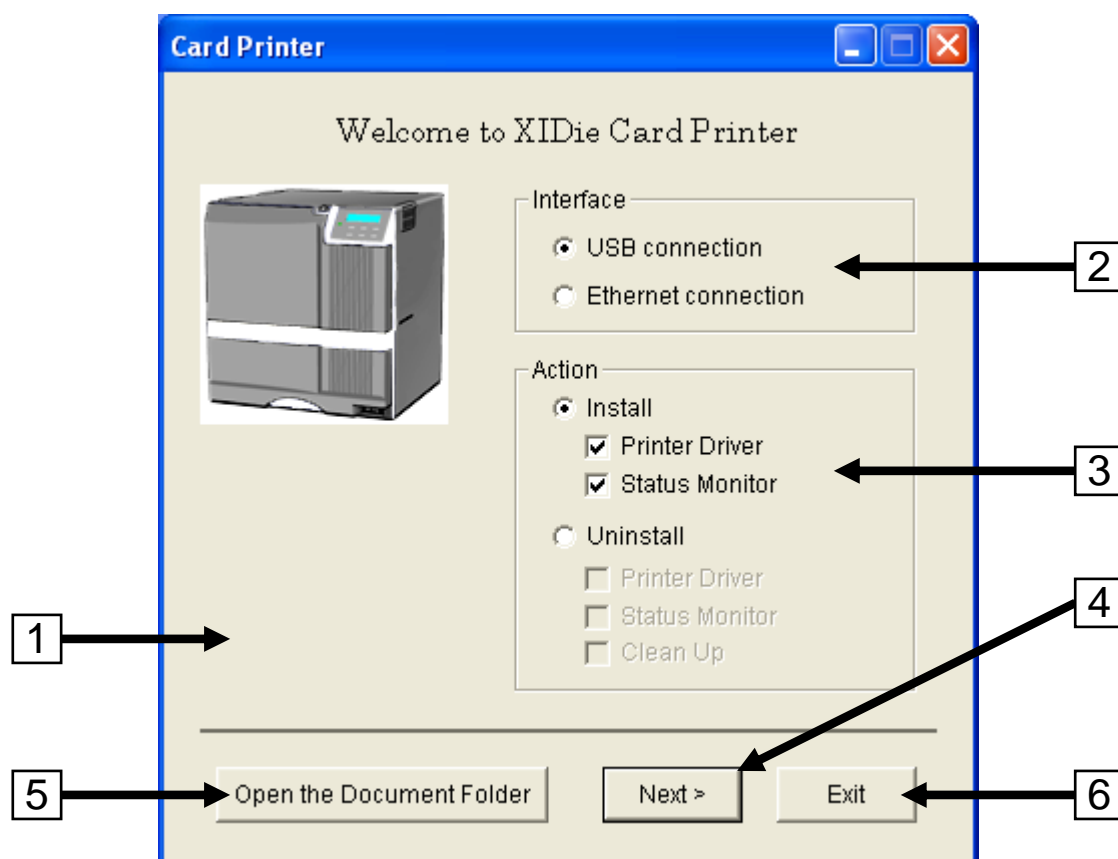 Card Printer
Welcome to XIDie Card Printer
Interface
USB connection
Ethernet connection
2
Action
Install
Printer Driver
Status Monitor
3
Uninstall
Printer Driver
Status Monitor
Clean Up
4
1
5
Open the Document Folder
Next >
Exit
6